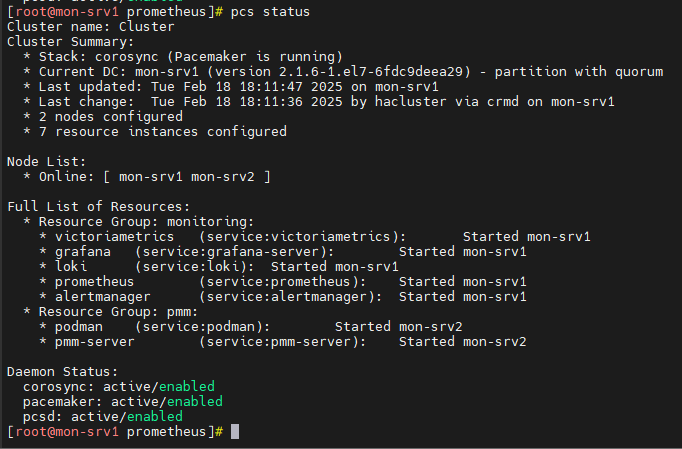 [root@mon-srv1 prometheus]# pcs status
Cluster name: Cluster
Cluster Summary:
  * Stack: corosync (Pacemaker is running)
  * Current DC: mon-srv1 (version 2.1.6-1.el7-6fdc9deea29) - partition with quorum
  * Last updated: Tue Feb 18 18:11:47 2025 on mon-srv1
  * Last change:  Tue Feb 18 18:11:36 2025 by hacluster via crmd on mon-srv1
  * 2 nodes configured
  * 7 resource instances configured

Node List:
  * Online: [ mon-srv1 mon-srv2 ]

Full List of Resources:
  * Resource Group: monitoring:
    * victoriametrics   (service:victoriametrics):       Started mon-srv1
    * grafana   (service:grafana-server):        Started mon-srv1
    * loki      (service:loki):  Started mon-srv1
    * prometheus        (service:prometheus):    Started mon-srv1
    * alertmanager      (service:alertmanager):  Started mon-srv1
  * Resource Group: pmm:
    * podman    (service:podman):        Started mon-srv2
    * pmm-server        (service:pmm-server):    Started mon-srv2

Daemon Status:
  corosync: active/enabled
  pacemaker: active/enabled
  pcsd: active/enabled
[root@mon-srv1 prometheus]#